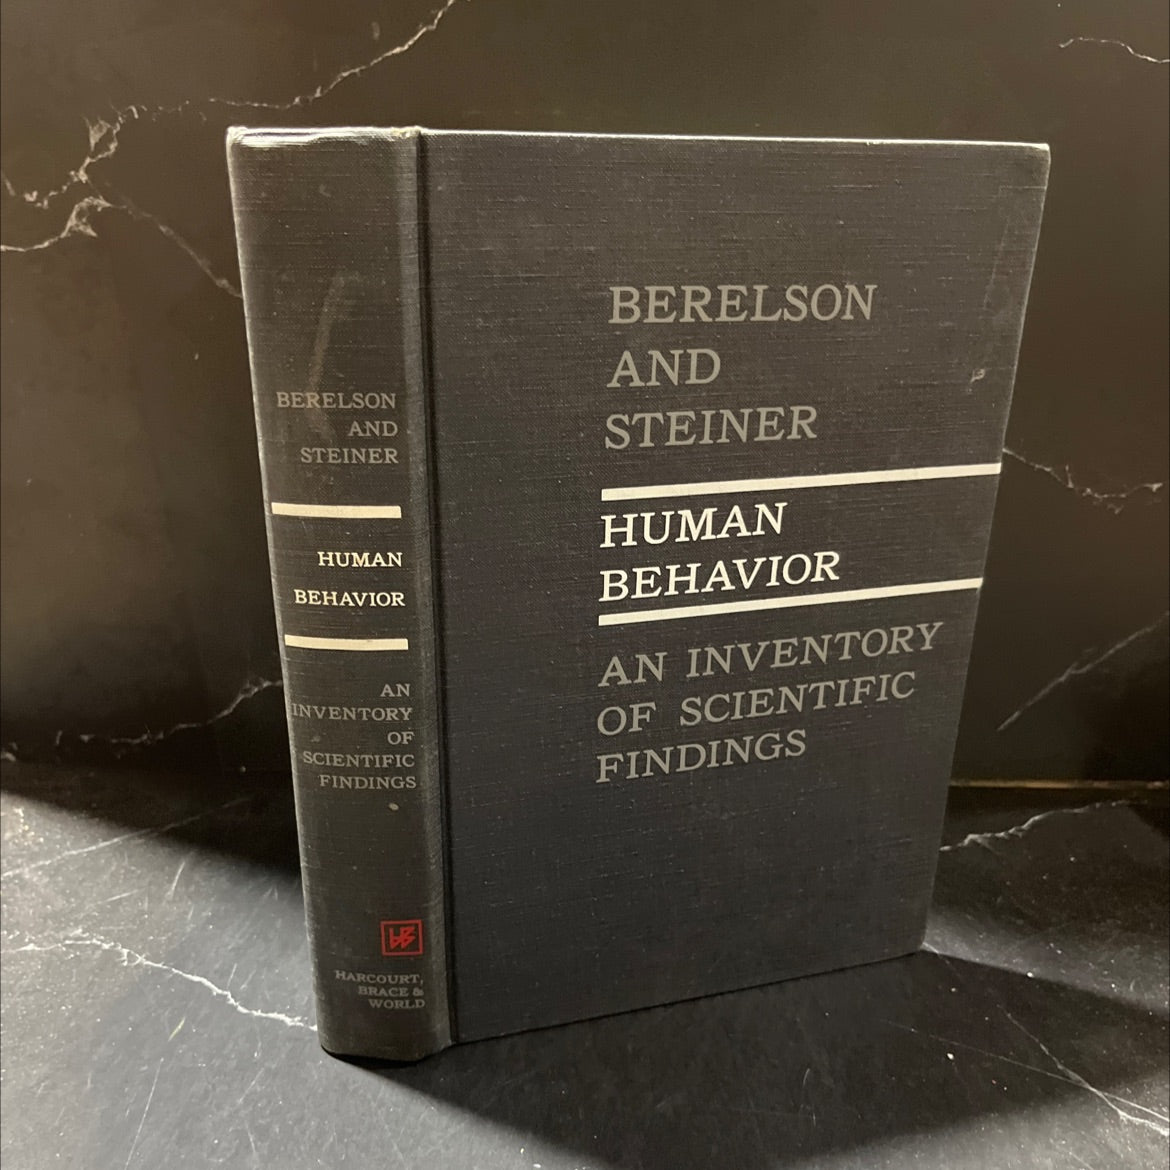 BERELSON
AND
STEINER
HUMAN
BEHAVIOR
AN
INVENTORY
OF
SCIENTIFIC
FINDINGS
HARCOURT,
BRACE &
WORLD
BERELSON
AND
STEINER
HUMAN
BEHAVIOR
AN INVENTORY
OF SCIENTIFIC
FINDINGS